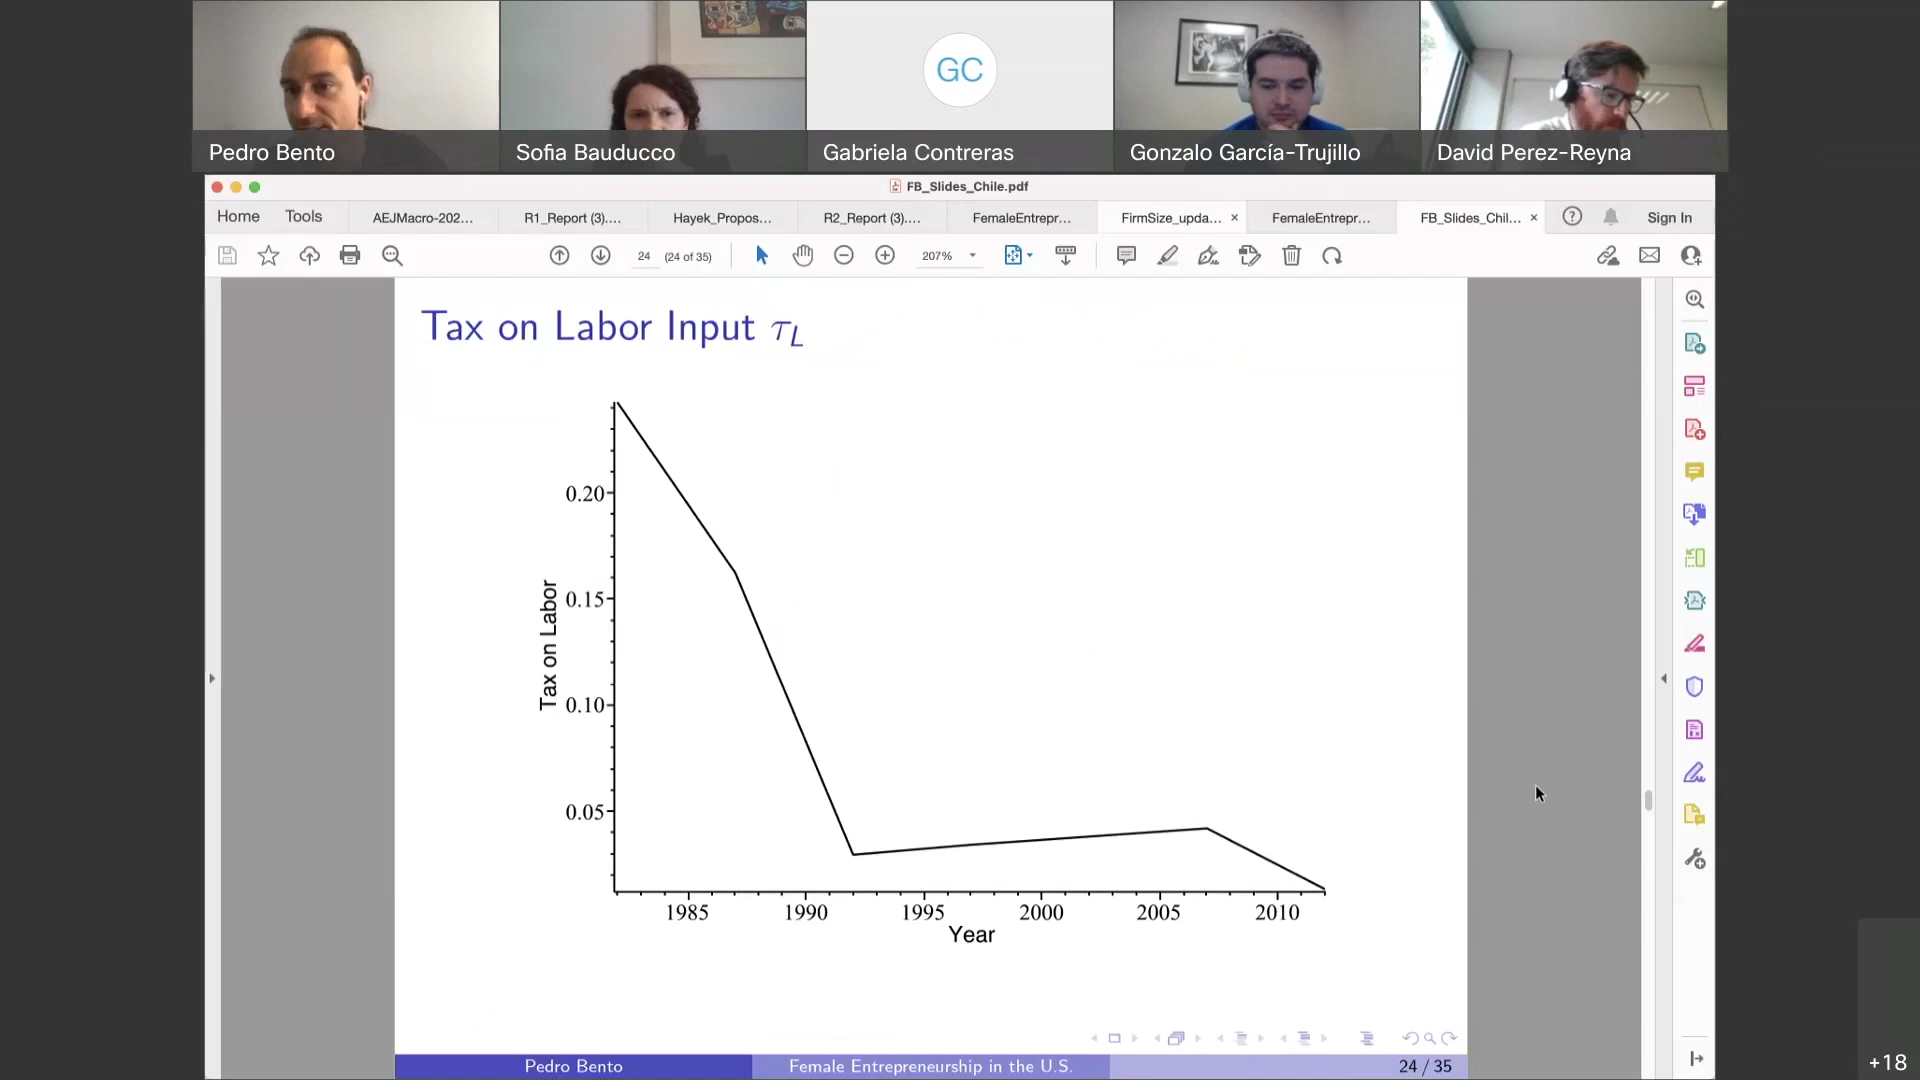 GC
Pedro Bento
Sofia Bauducco
Gabriela Contreras
Gonzalo García-Trujillo
David Perez-Reyna
FB_Slides_Chile.pdf
Home
Tools
AEJMacro-202...
R1_Report (3)....
Hayek_Propos...
R2_Report (3)....
FemaleEntrepr...
FirmSize_upda...
FemaleEntrepr...
FB_Slides_Chil...
Sign In
24
(24 of 35)
207%
Tax on Labor Input τL
0.20
0.15
0.10
0.05
Tax on Labor
1985
1990
1995
2000
2005
2010
Year
Pedro Bento
Female Entrepreneurship in the U.S.
24 / 35
+18